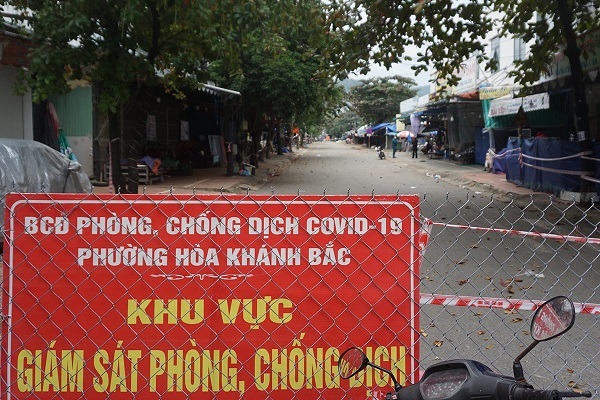 BCĐ PHÒNG, CHỐNG DỊCH COVID-19
PHƯỜNG HÒA KHÁNH BẮC
KHU VỰC
GIÁM SÁT PHÒNG, CHỐNG DỊCH